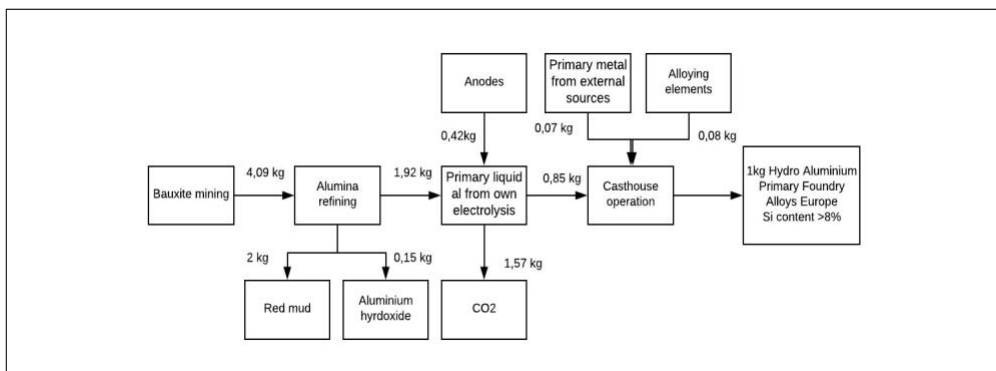 Anodes
Primary metal
from external
sources
Alloying
elements
0,42kg
0,07 kg
0,08 kg
Bauxite mining
4,09 kg
Alumina
refining
1,92 kg
Primary liquid
al from own
electrolysis
0,85 kg
Casthouse
operation
1kg Hydro Aluminium
Primary Foundry
Alloys Europe
Si content >8%
2 kg
0,15 kg
1,57 kg
Red mud
Aluminium
hyrdoxide
CO2